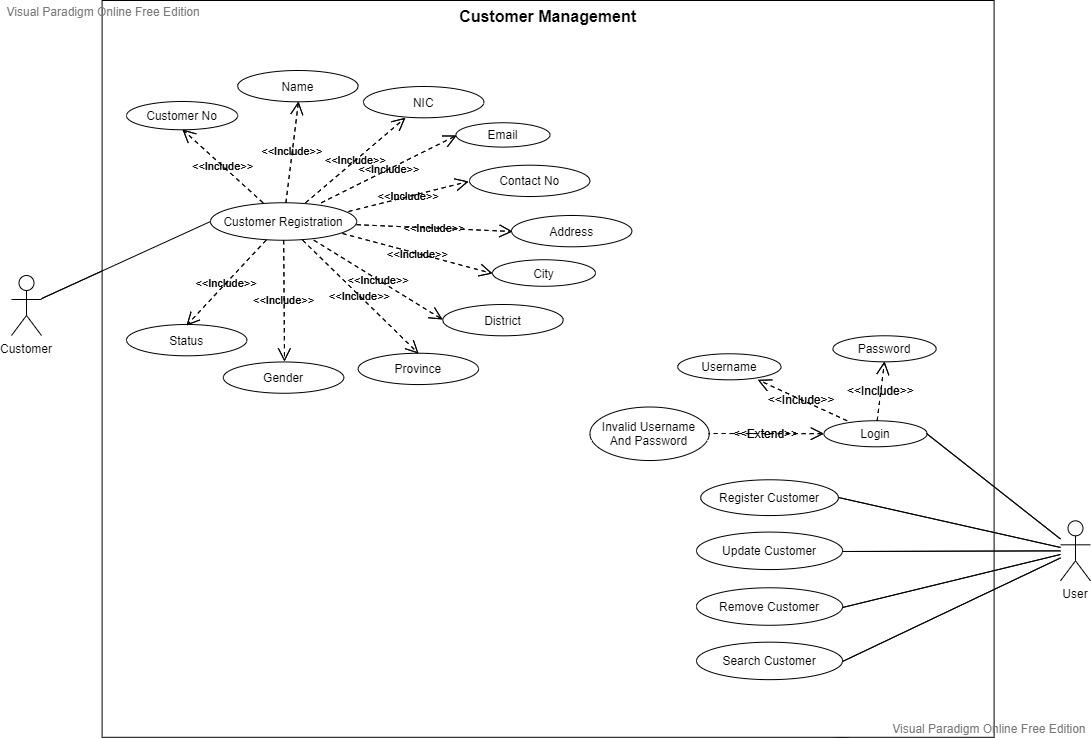 Visual Paradigm Online Free Edition
Customer Management
Name
NIC
Customer No
Email
<<Include>>
<<Include>>
<<Include>>
<<Include>>
Contact No
<<Include>>
Customer Registration
Address
<<Include>>
<<Include>>
City
<<Include>>
<<Include>>
<<Include>>
<<Include>>
District
Status
Customer
Province
Gender
Password
Username
<<Include>>
<<Include>>
Invalid Username
And Password
<<Extend>>
Login
Register Customer
Update Customer
User
Remove Customer
Search Customer
Visual Paradigm Online Free Edition